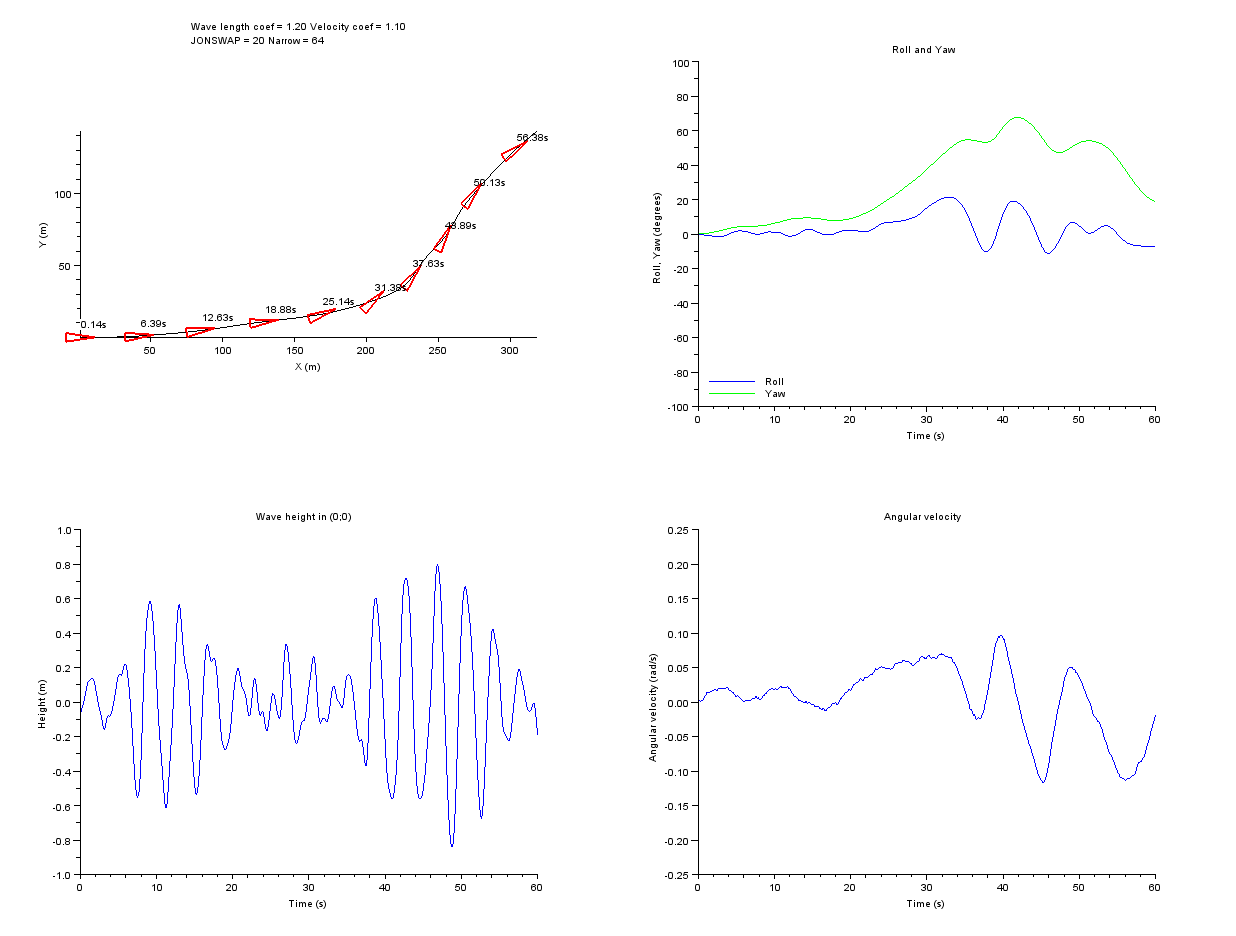 Wave length coef = 1.20 Velocity coef = 1.10
JONSWAP = 20 Narrow = 64
56.38s
50.13s
43.89s
37.63s
31.38s
25.14s
18.88s
12.63s
6.39s
0.14s
100
50
Y (m)
50 100 150 200 250 300
X (m)
Roll and Yaw
100
80
60
40
20
0
-20
-40
-60
-80
-100
Roll, Yaw (degrees)
Roll
Yaw
0 10 20 30 40 50 60
Time (s)
Wave height in (0;0)
1.0
0.8
0.6
0.4
0.2
0.0
-0.2
-0.4
-0.6
-0.8
-1.0
Height (m)
0 10 20 30 40 50 60
Time (s)
Angular velocity
0.25
0.20
0.15
0.10
0.05
0.00
-0.05
-0.10
-0.15
-0.20
-0.25
Angular velocity (rad/s)
0 10 20 30 40 50 60
Time (s)